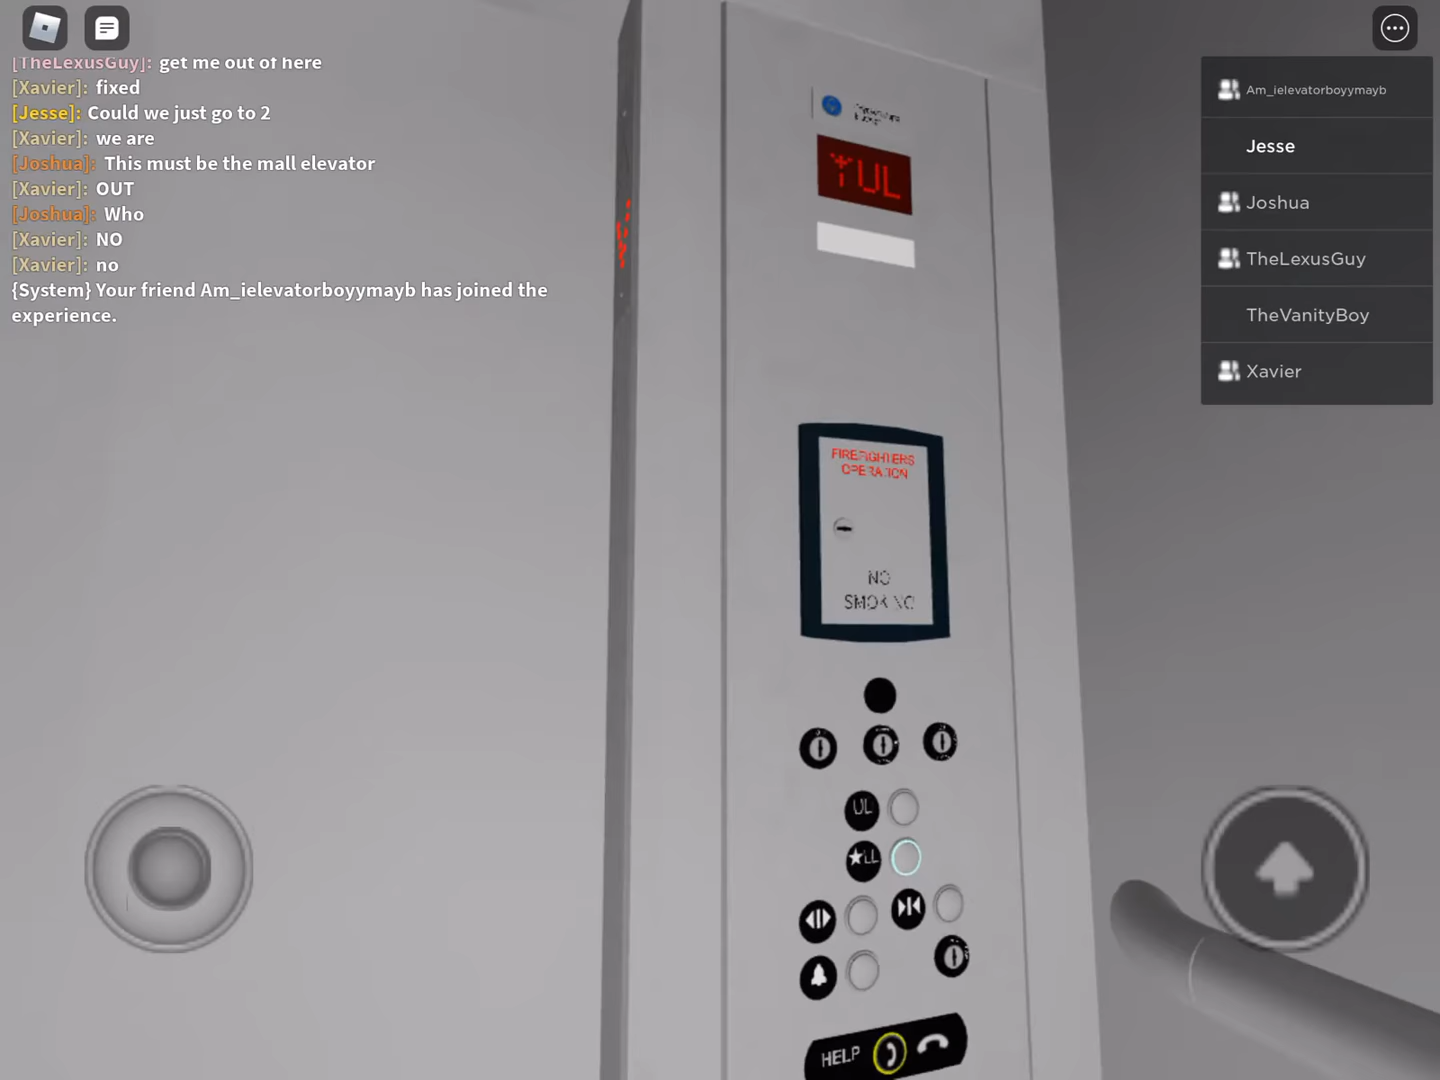 [TheLexusGuy]: get me out of here
[Xavier]: fixed
[Jesse]: Could we just go to 2
[Xavier]: we are
[Joshua]: This must be the mall elevator
[Xavier]: OUT
[Joshua]: Who
[Xavier]: NO
[Xavier]: no
{System} Your friend Am_ielevatorboyymayb has joined the
experience.
Am_ielevatorboyymayb
Jesse
Joshua
TheLexusGuy
TheVanityBoy
Xavier
UL
FIREFIGHTERS
OPERATION
NO
SMOKING
UL
★LL
HELP